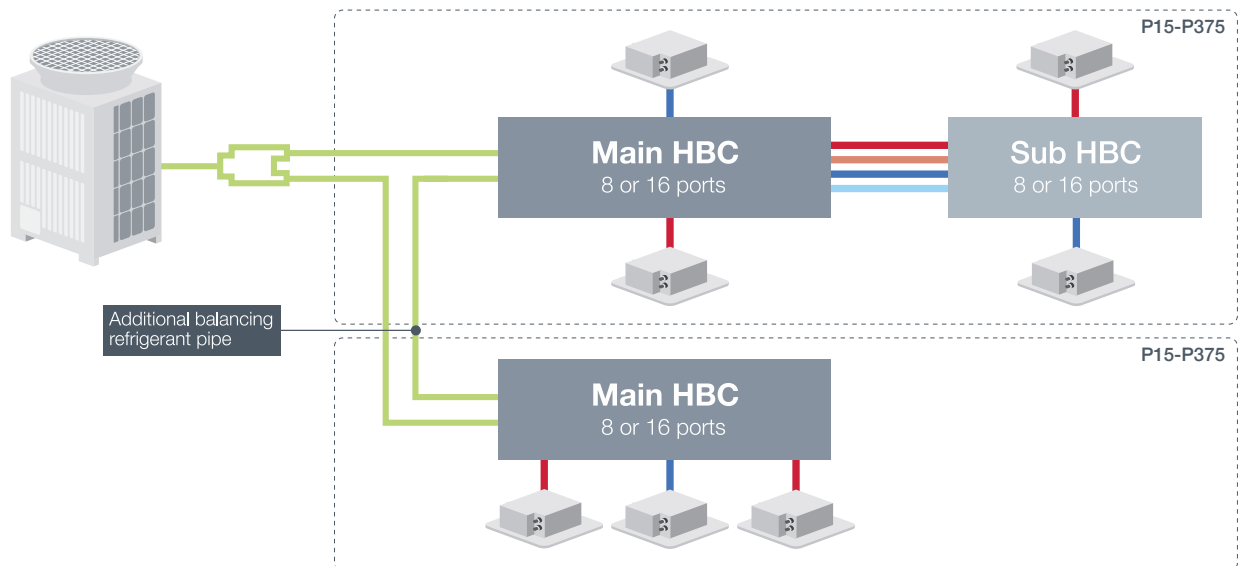 P15-P375
Main HBC
8 or 16 ports
Sub HBC
8 or 16 ports
Additional balancing
refrigerant pipe
P15-P375
Main HBC
8 or 16 ports